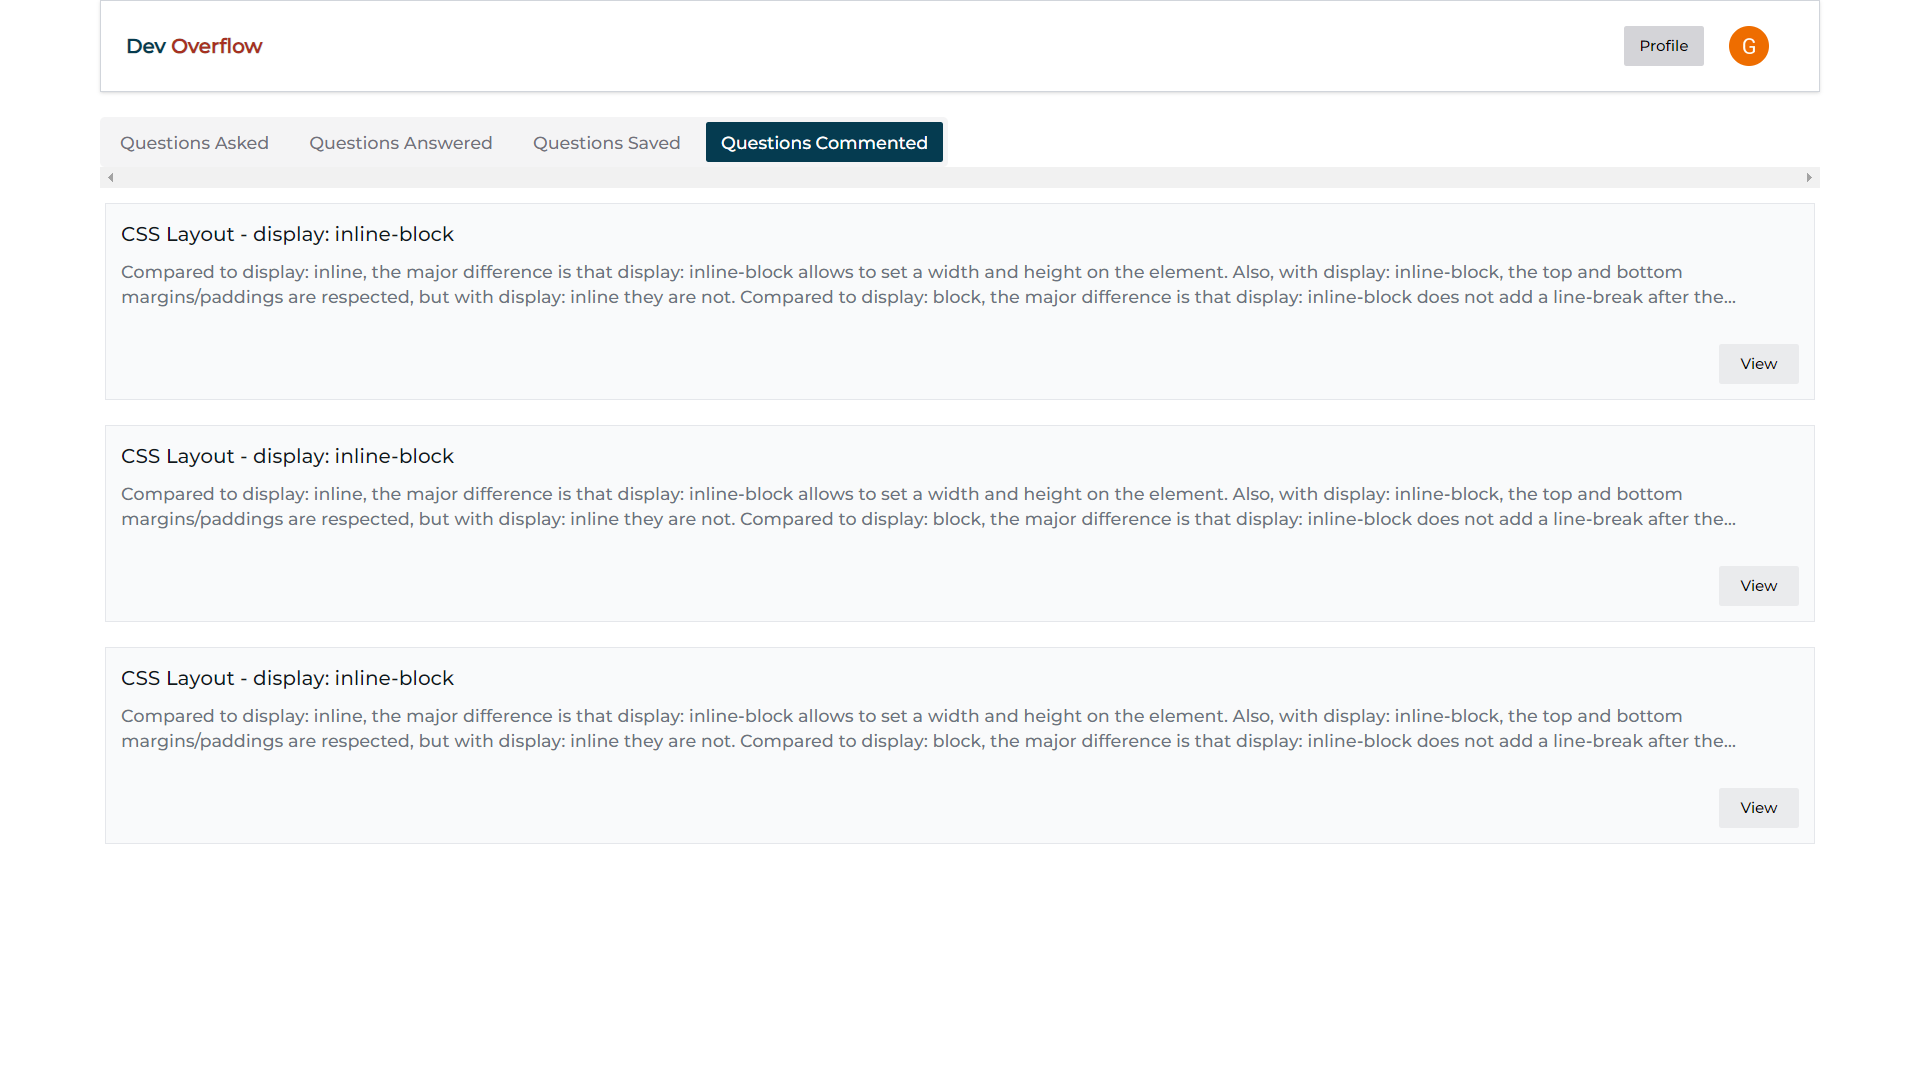 Dev Overflow
Profile
G
Questions Asked
Questions Answered
Questions Saved
Questions Commented
CSS Layout - display: inline-block
Compared to display: inline, the major difference is that display: inline-block allows to set a width and height on the element. Also, with display: inline-block, the top and bottom
margins/paddings are respected, but with display: inline they are not. Compared to display: block, the major difference is that display: inline-block does not add a line-break after the...
View
CSS Layout - display: inline-block
Compared to display: inline, the major difference is that display: inline-block allows to set a width and height on the element. Also, with display: inline-block, the top and bottom
margins/paddings are respected, but with display: inline they are not. Compared to display: block, the major difference is that display: inline-block does not add a line-break after the...
View
CSS Layout - display: inline-block
Compared to display: inline, the major difference is that display: inline-block allows to set a width and height on the element. Also, with display: inline-block, the top and bottom
margins/paddings are respected, but with display: inline they are not. Compared to display: block, the major difference is that display: inline-block does not add a line-break after the...
View